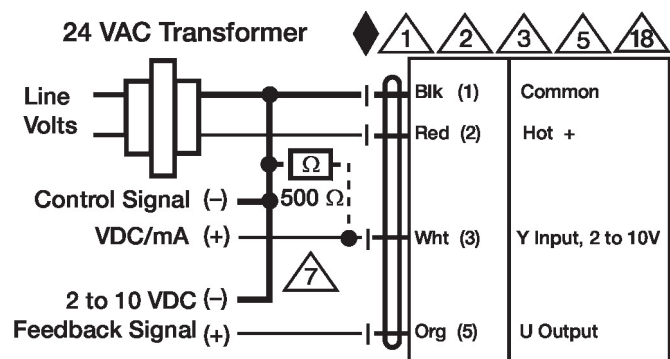 24 VAC Transformer
1 2 3 5 18
Line
Volts
Blk (1) Common
Red (2) Hot +
Ω
500 Ω
Control Signal (–)
VDC/mA (+)
Wht (3) Y Input, 2 to 10V
7
2 to 10 VDC (–)
Feedback Signal (+)
Org (5) U Output